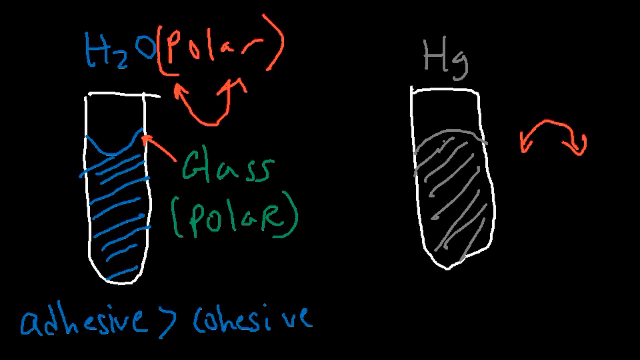 H₂O (Polar)
Hg
Glass
(POLAR)
adhesive > cohesive